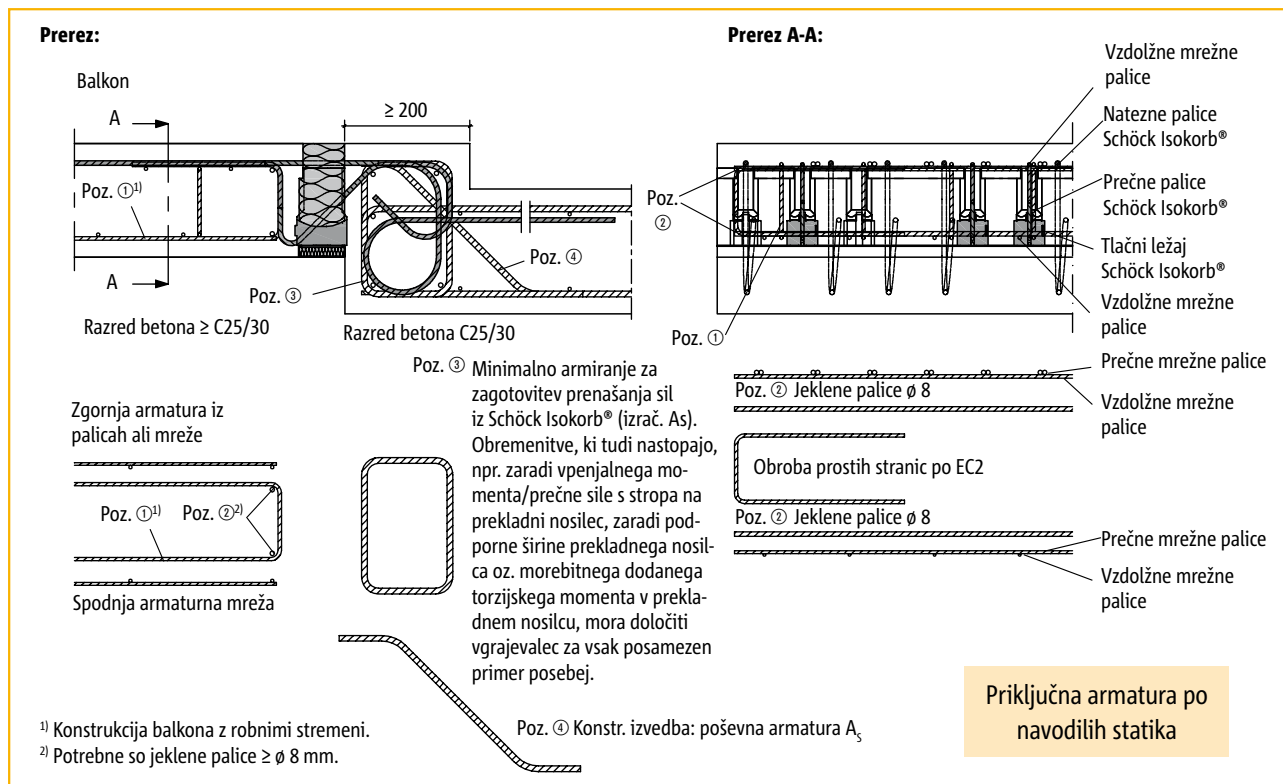 Prerez:
Balkon
A
≥ 200
Poz. ①¹⁾
A
Poz. ③
Poz. ④
Razred betona ≥ C25/30
Razred betona C25/30
Prerez A-A:
Vzdolžne mrežne
palice
Natezne palice
Schöck Isokorb®
Poz.
②
Prečne palice
Schöck Isokorb®
Tlačni ležaj
Schöck Isokorb®
Vzdolžne mrežne
palice
Poz. ①
Prečne mrežne palice
Poz. ② Jeklene palice ø 8
Vzdolžne mrežne
palice
Obroba prostih stranic po EC2
Poz. ② Jeklene palice ø 8
Prečne mrežne palice
Vzdolžne mrežne
palice
Zgornja armatura iz
palicah ali mreže
Poz. ①¹⁾
Poz. ②²⁾
Spodnja armaturna mreža
Poz. ③ Minimalno armiranje za
zagotovitev prenašanja sil
iz Schöck Isokorb® (izrač. As).
Obremenitve, ki tudi nastopajo,
npr. zaradi vpenjalnega mo-
menta/prečne sile s stropa na
prekladni nosilec, zaradi pod-
porne širine prekladnega nosil-
ca oz. morebitnega dodanega
torzijskega momenta v prekla-
dnem nosilcu, mora določiti
vgrajevalec za vsak posamezen
primer posebej.
Poz. ④ Konstr. izvedba: poševna armatura Aₛ
¹⁾ Konstrukcija balkona z robnimi stremeni.
²⁾ Potrebne so jeklene palice ≥ ø 8 mm.
Priključna armatura po
navodilih statika